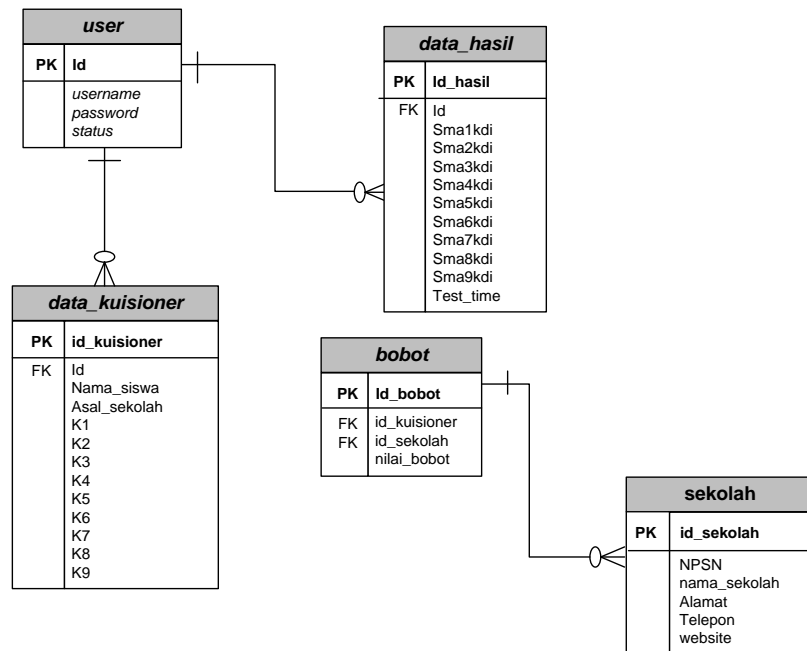 user
PK Id
username
password
status
data_hasil
PK Id_hasil
FK Id
Sma1kdi
Sma2kdi
Sma3kdi
Sma4kdi
Sma5kdi
Sma6kdi
Sma7kdi
Sma8kdi
Sma9kdi
Test_time
data_kuisioner
PK id_kuisioner
FK Id
Nama_siswa
Asal_sekolah
K1
K2
K3
K4
K5
K6
K7
K8
K9
bobot
PK Id_bobot
FK id_kuisioner
FK id_sekolah
nilai_bobot
sekolah
PK id_sekolah
NPSN
nama_sekolah
Alamat
Telepon
website